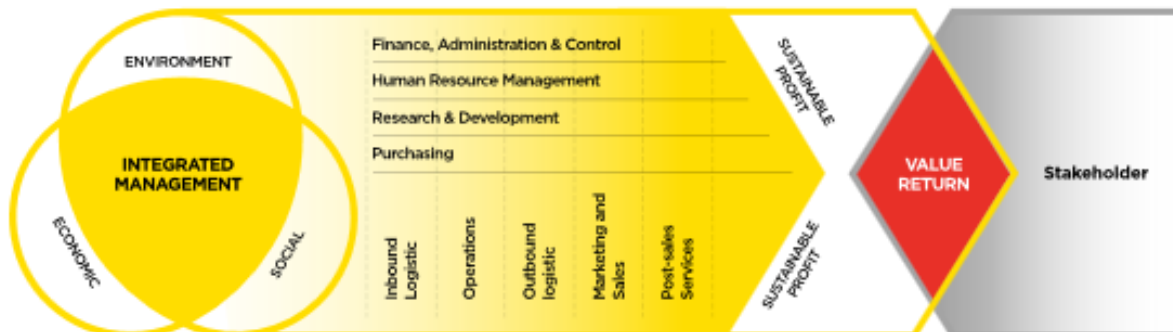 ENVIRONMENT
INTEGRATED
MANAGEMENT
ECONOMIC
SOCIAL
Finance, Administration & Control
Human Resource Management
Research & Development
Purchasing
Inbound
Logistic
Operations
Outbound
logistic
Marketing and
Sales
Post-sales
Services
SUSTAINABLE
PROFIT
SUSTAINABLE
PROFIT
VALUE
RETURN
Stakeholder